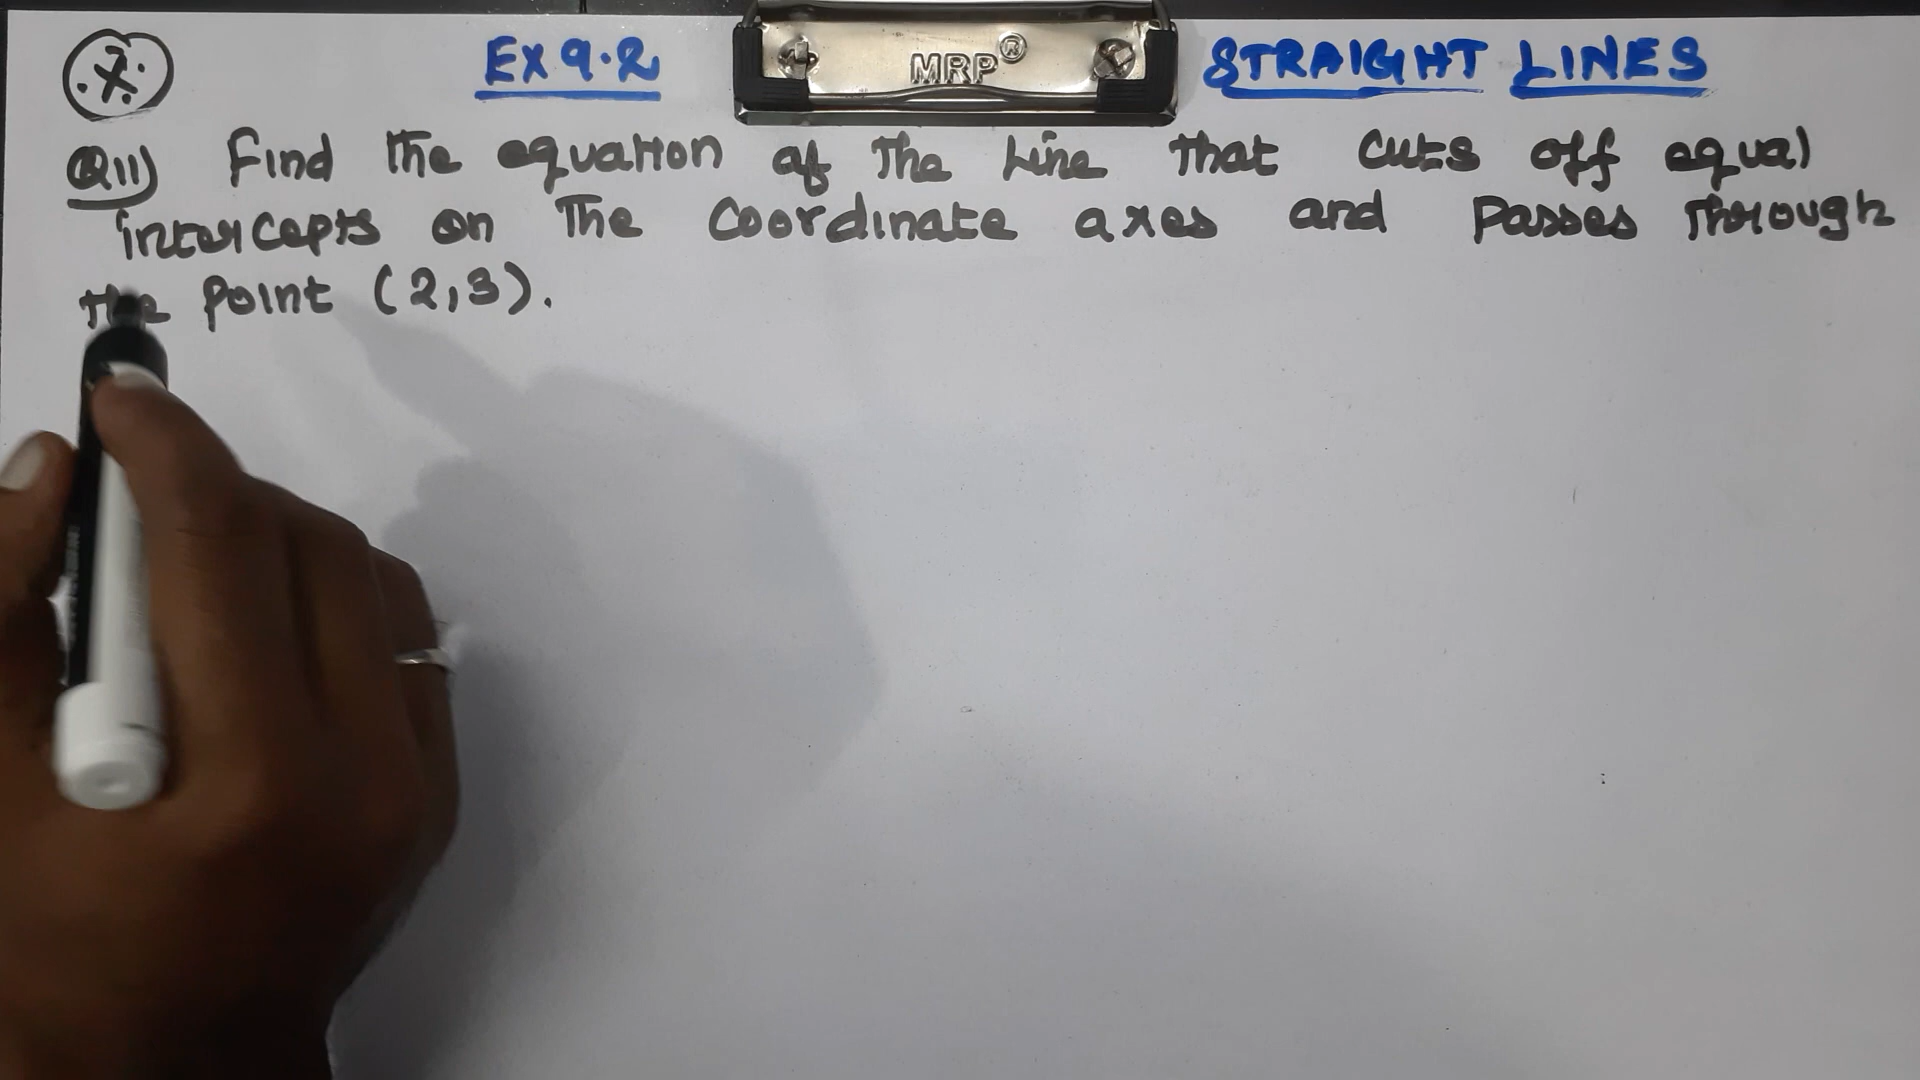 EX 9.2
MRP®
STRAIGHT LINES
Q11) Find the equation of the line that cuts off equal
intercepts on the coordinate axes and passes through
the point (2,3).